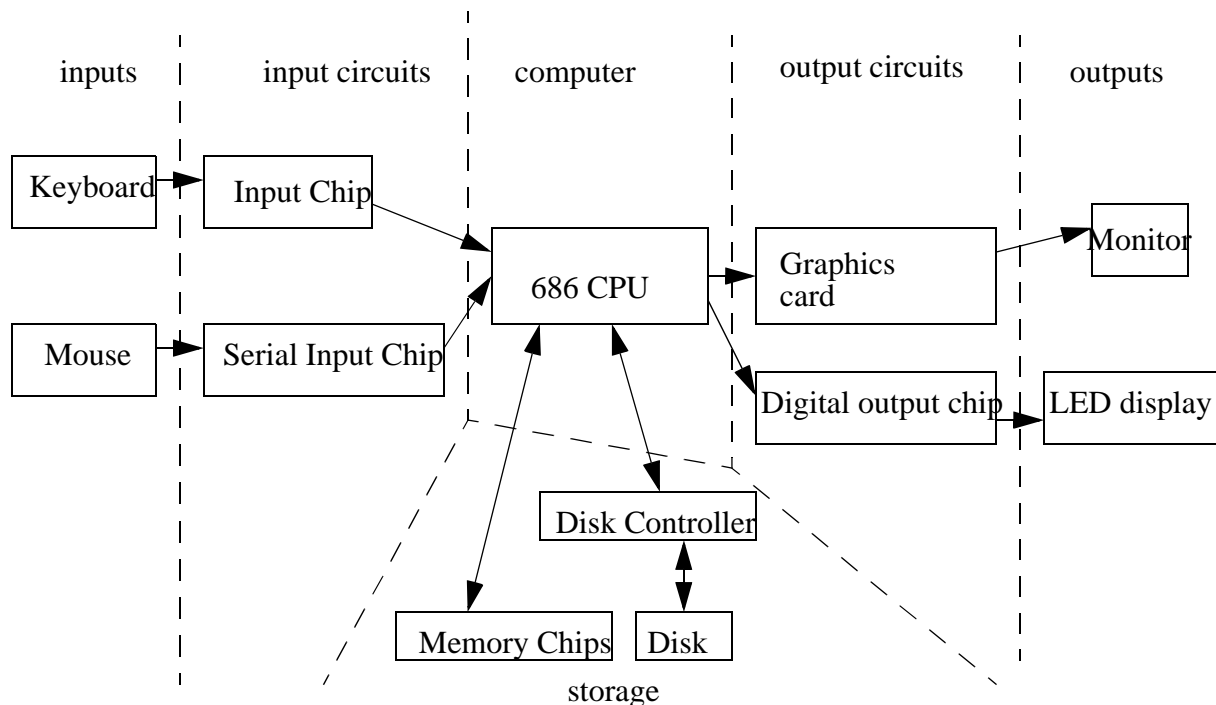 inputs
input circuits
computer
output circuits
outputs
Keyboard
Input Chip
686 CPU
Graphics
card
Monitor
Mouse
Serial Input Chip
Digital output chip
LED display
Disk Controller
Memory Chips
Disk
storage